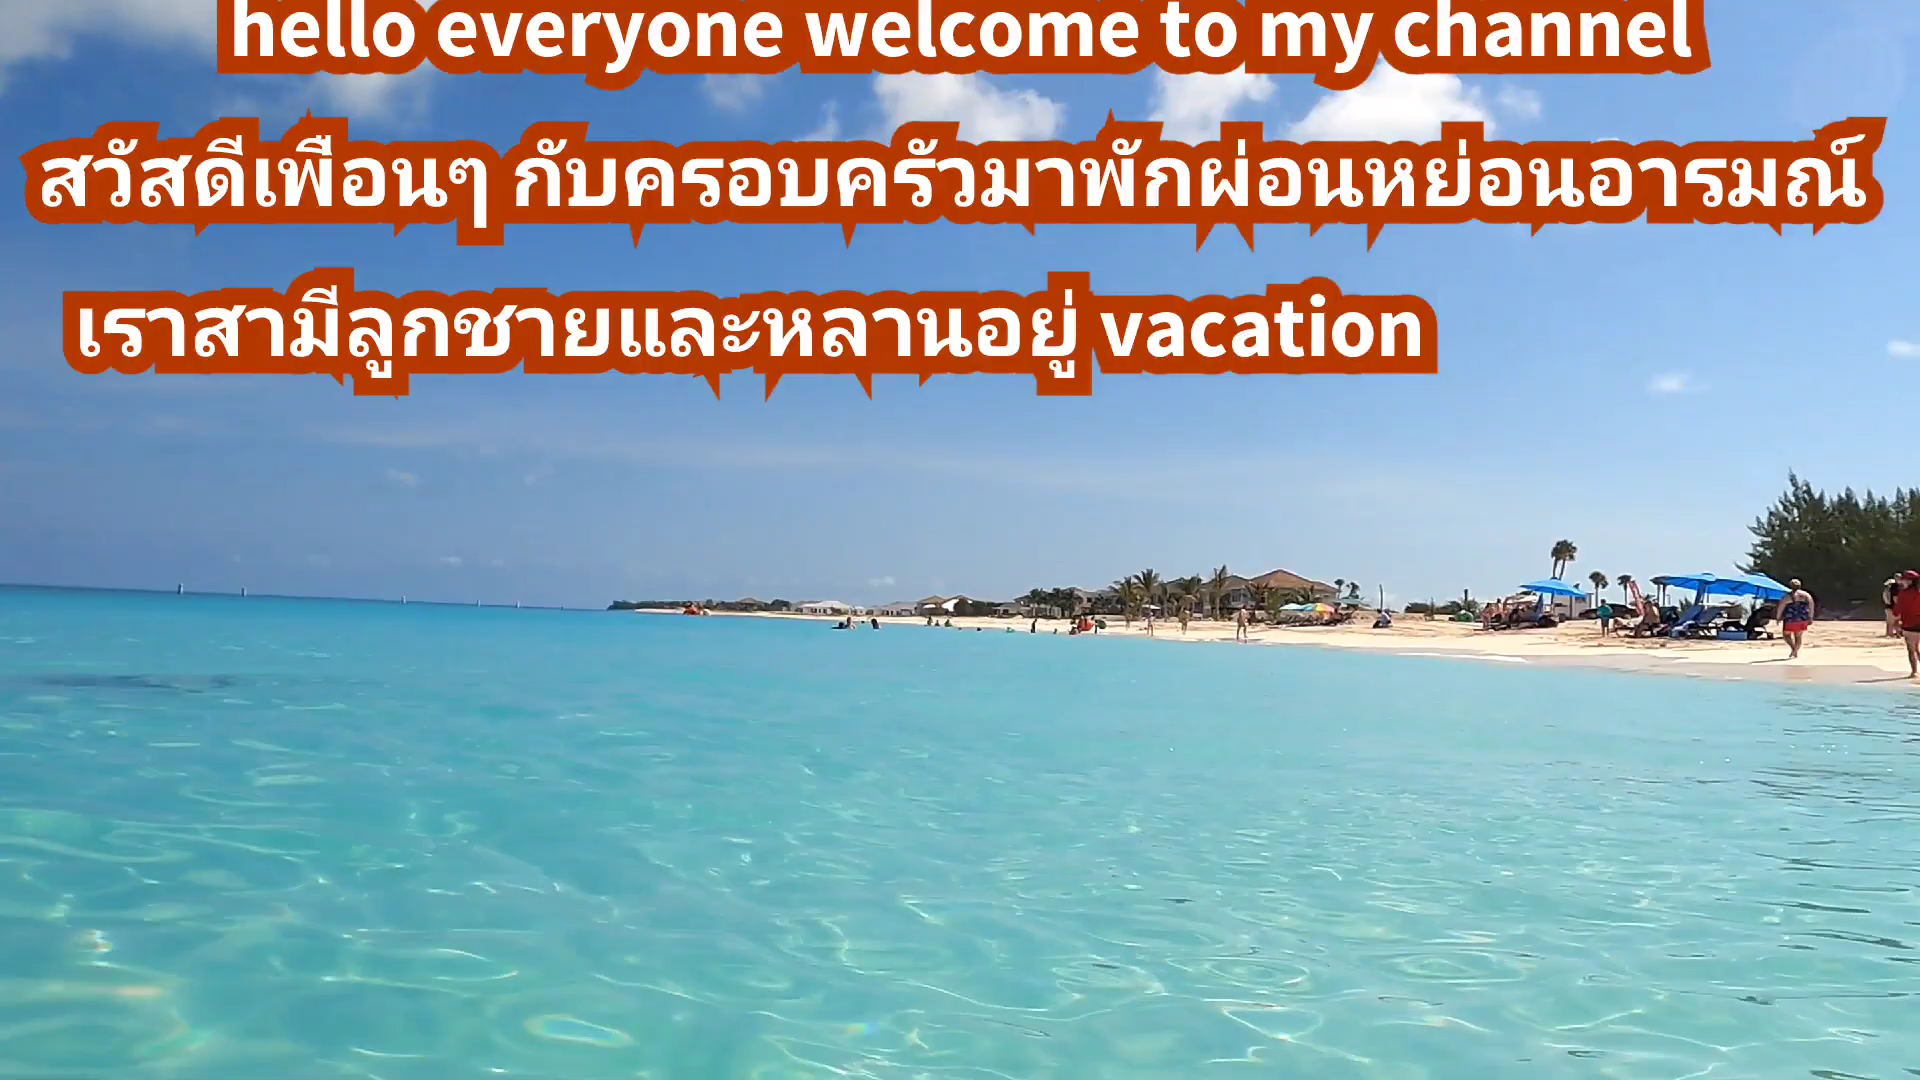 hello everyone welcome to my channel
สวัสดีเพือนๆ กับครอบครัวมาพักผ่อนหย่อนอารมณ์
เราสามีลูกชายและหลานอยู่ vacation